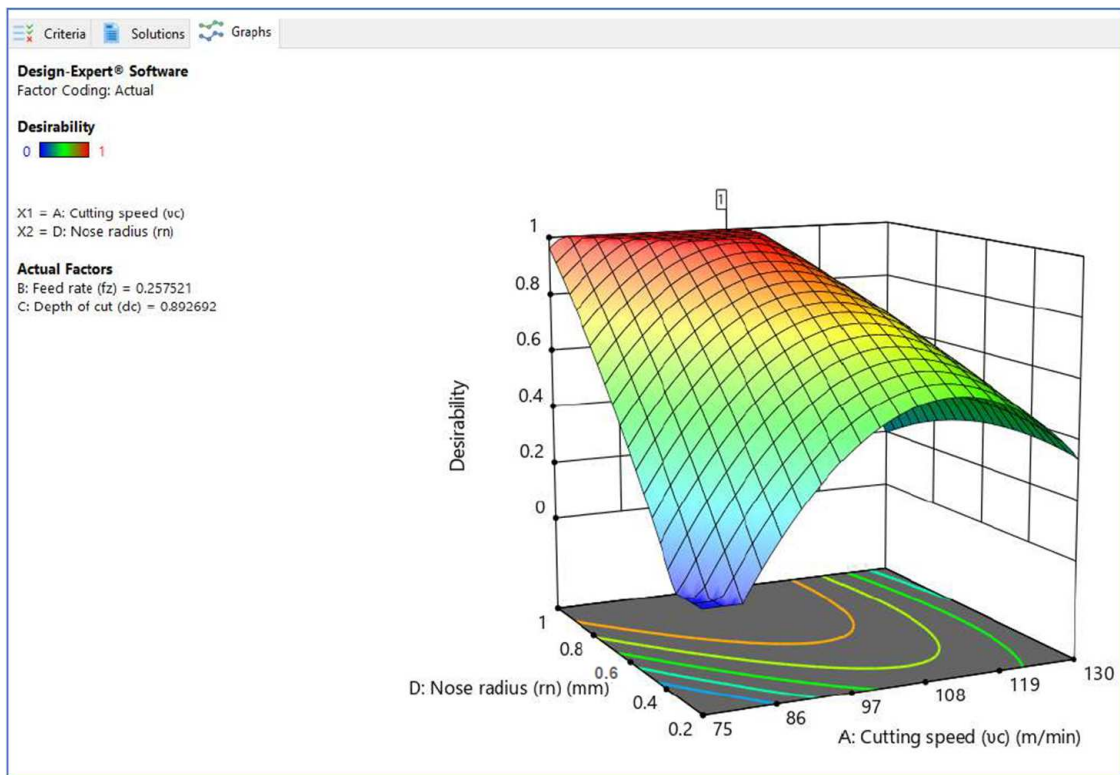 Criteria Solutions Graphs
Design-Expert® Software
Factor Coding: Actual
Desirability
0 1
X1 = A: Cutting speed (υc)
X2 = D: Nose radius (rn)
Actual Factors
B: Feed rate (fz) = 0.257521
C: Depth of cut (dc) = 0.892692
1
1
0.8
0.6
0.4
0.2
0
Desirability
1
0.8
0.6
0.4
0.2
D: Nose radius (rn) (mm)
75
86
97
108
119
130
A: Cutting speed (υc) (m/min)